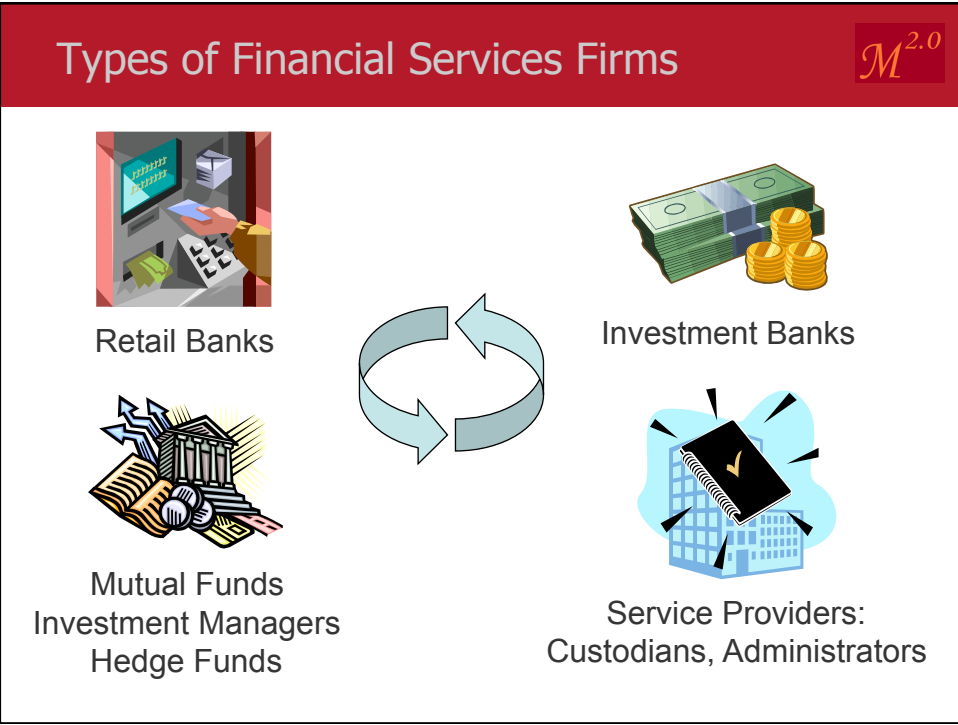 Types of Financial Services Firms
M2.0
Retail Banks
Investment Banks
Mutual Funds
Investment Managers
Hedge Funds
Service Providers:
Custodians, Administrators